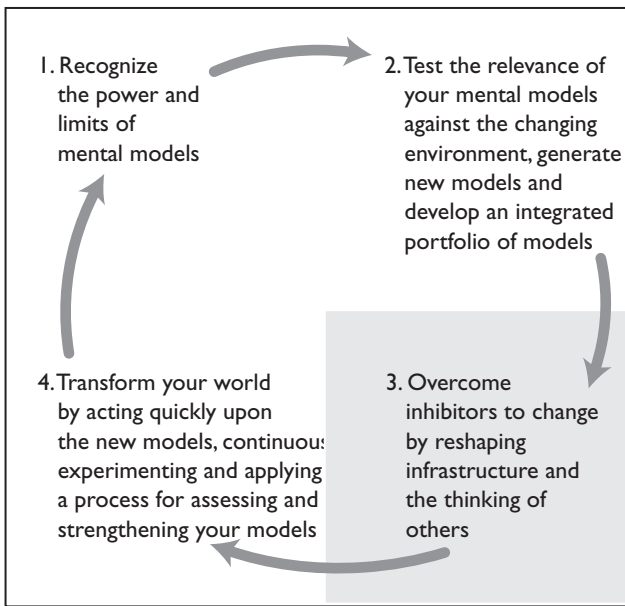 1. Recognize
the power and
limits of
mental models
2. Test the relevance of
your mental models
against the changing
environment, generate
new models and
develop an integrated
portfolio of models
4. Transform your world
by acting quickly upon
the new models, continuous
experimenting and applying
a process for assessing and
strengthening your models
3. Overcome
inhibitors to change
by reshaping
infrastructure and
the thinking of
others